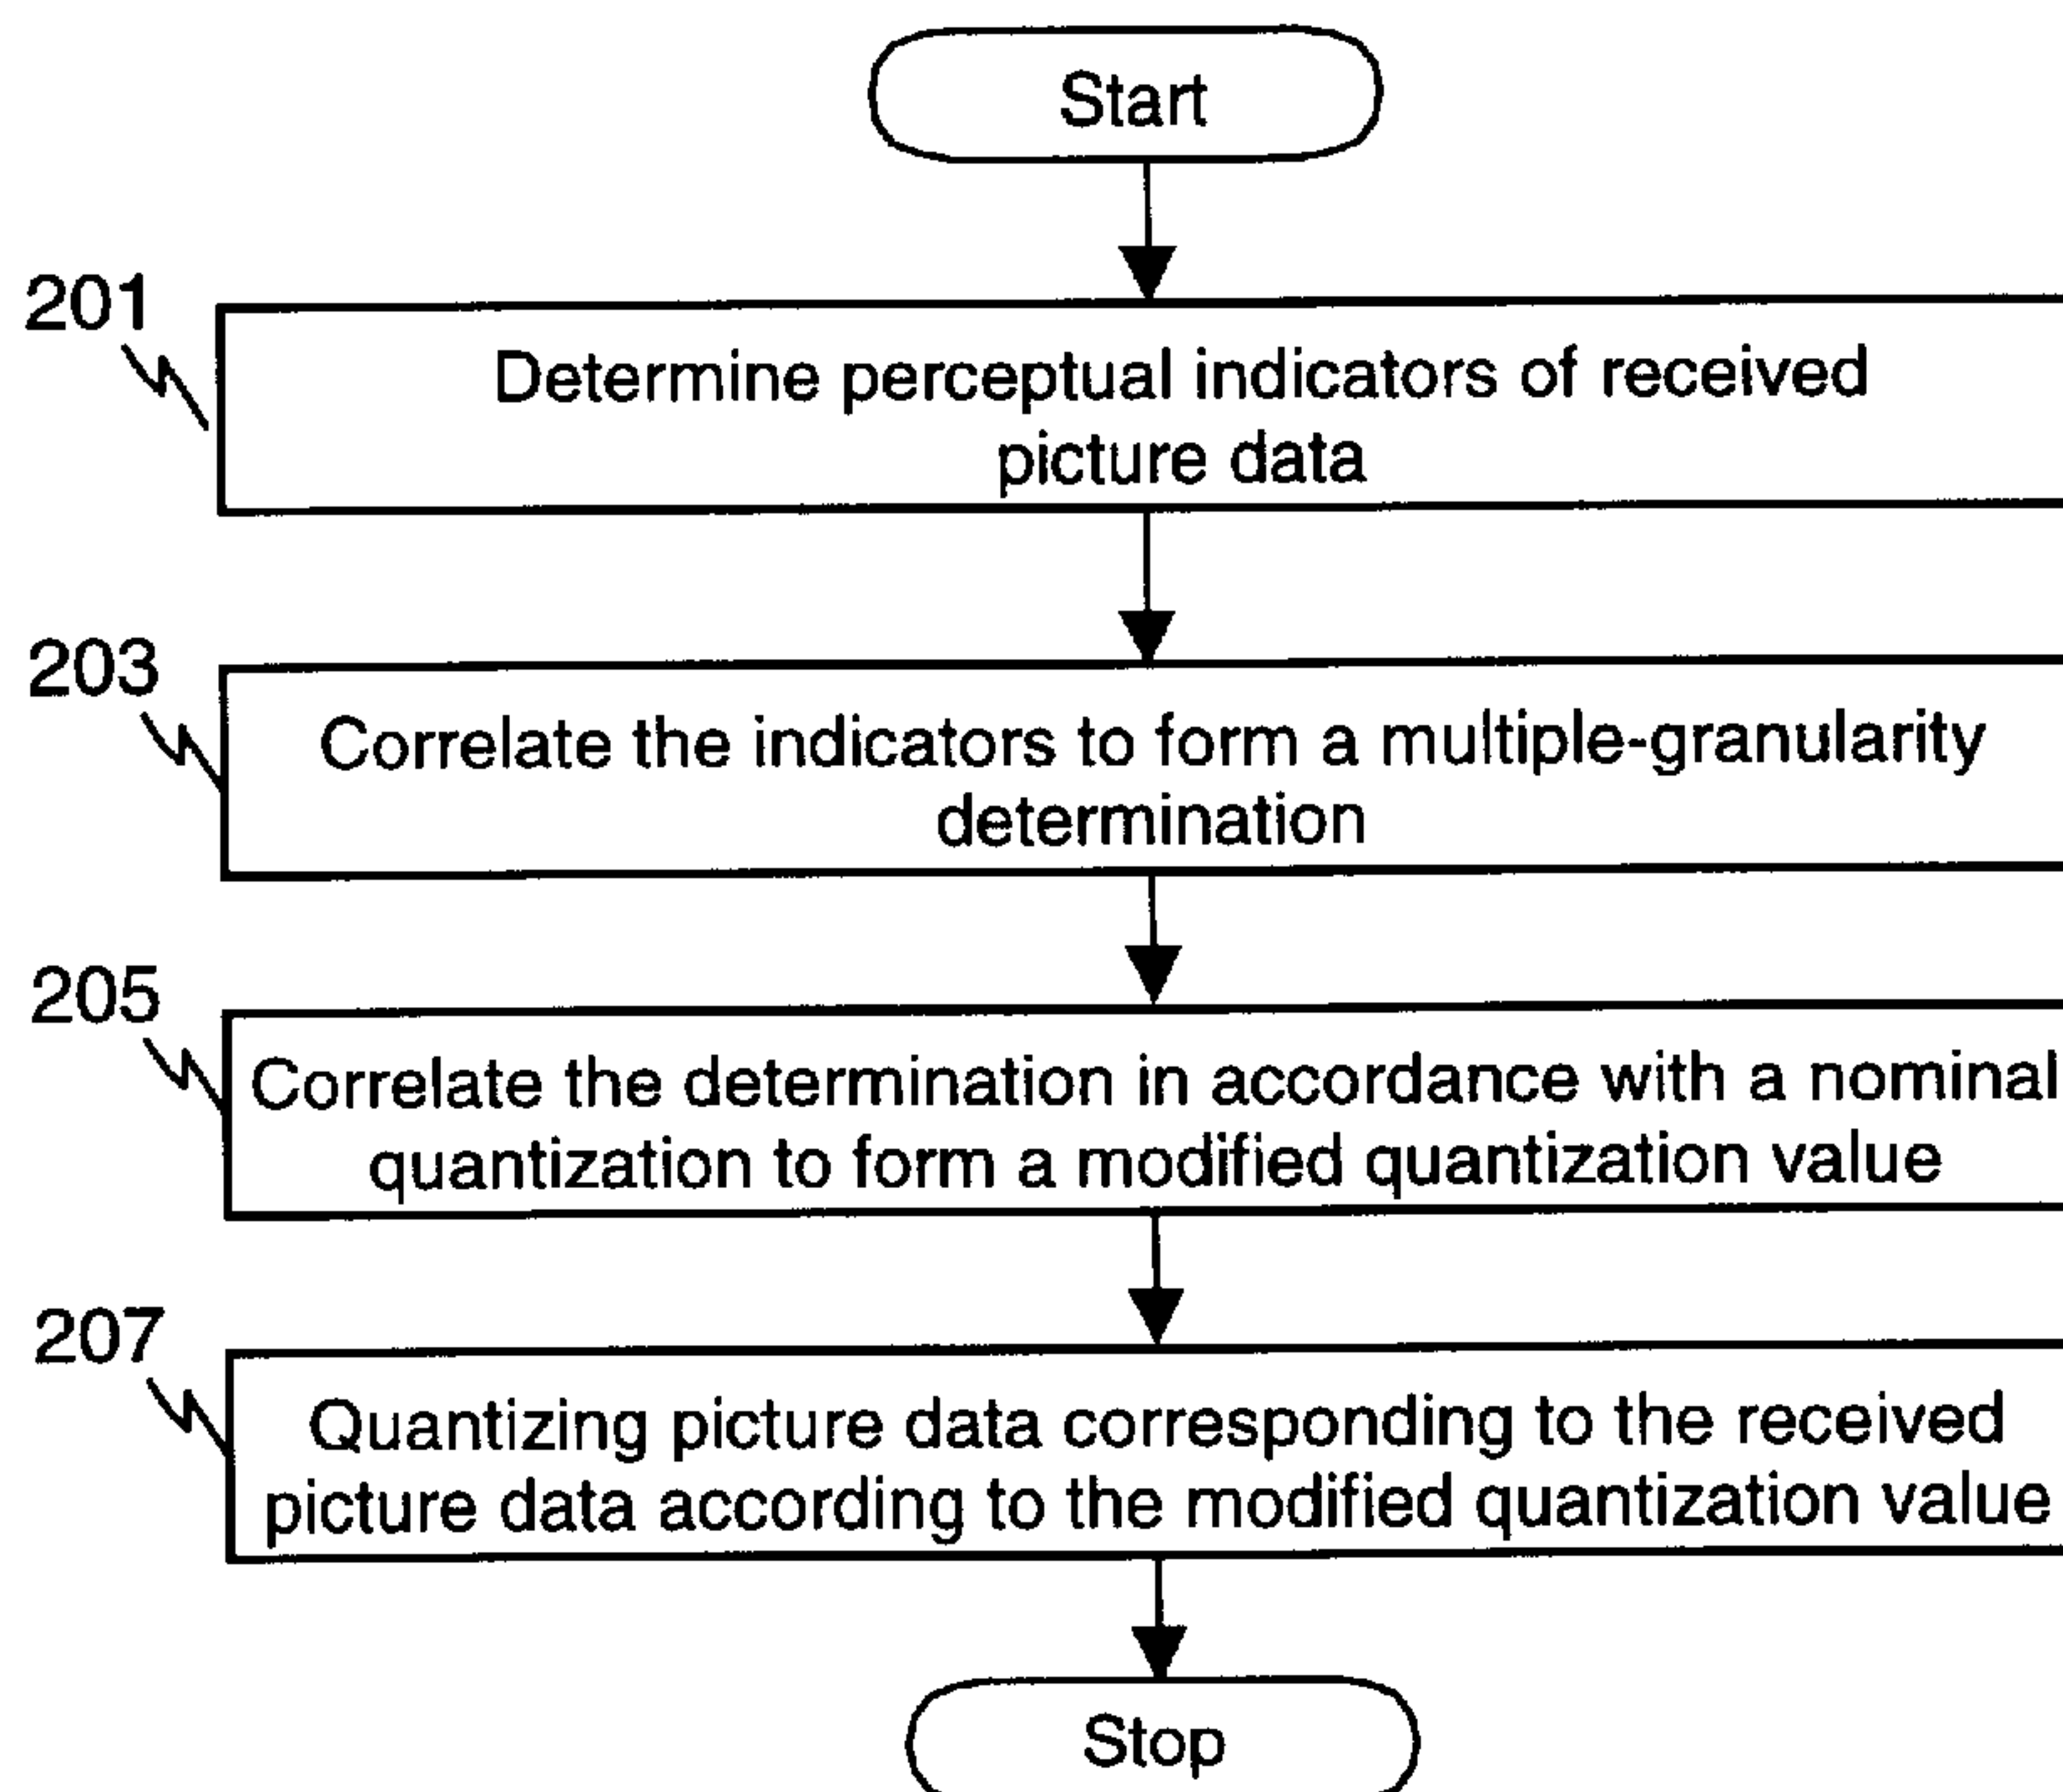 Start
201
Determine perceptual indicators of received
picture data
203
Correlate the indicators to form a multiple-granularity
determination
205
Correlate the determination in accordance with a nominal
quantization to form a modified quantization value
207
Quantizing picture data corresponding to the received
picture data according to the modified quantization value
Stop